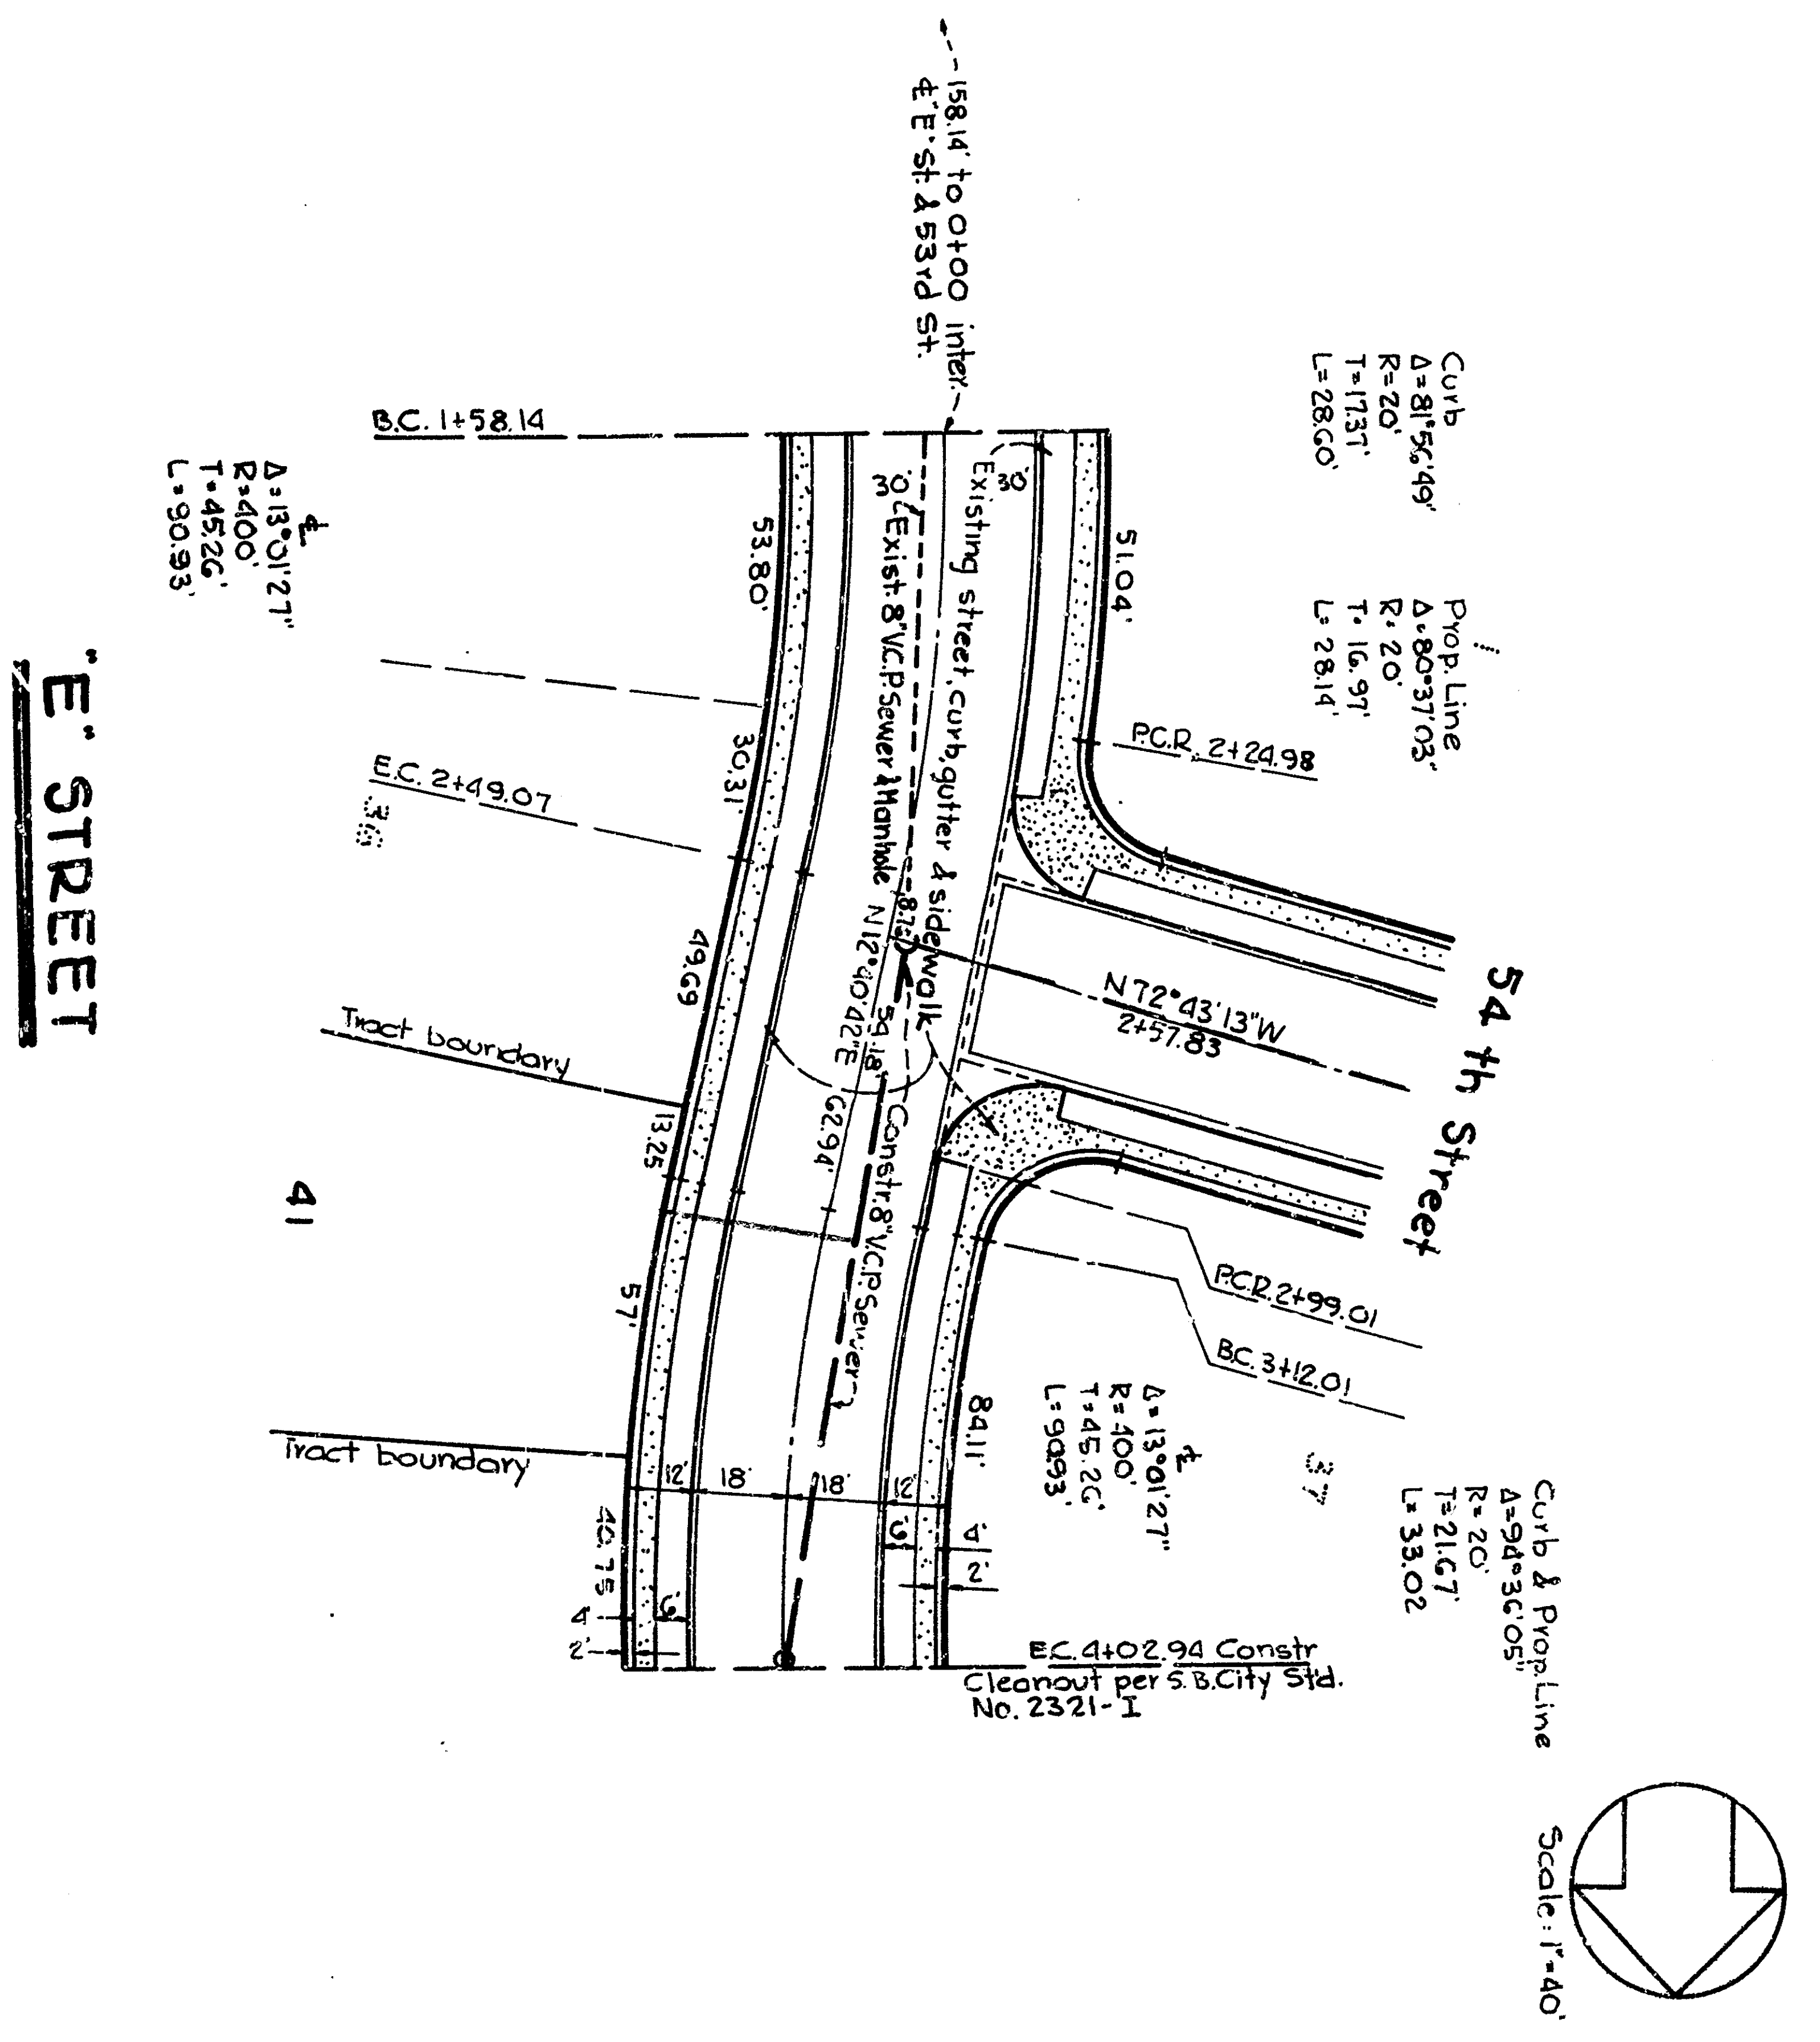 158.14' to 0+00 inter.
℄ "E" St. & 53rd St.
Curb
Δ=81°56'49"
R=20'
T=17.37'
L=28.60'
Prop. Line
Δ=80°37'03"
R=20'
T=16.97'
L=28.14'
B.C. 1+58.14
℄
Δ=13°01'27"
R=400'
T=45.26'
L=90.93'
"E" STREET
53.80'
30'
30'
Existing street, curb, gutter & sidewalk
Exist. 8" V.C.P. Sewer & Manhole
51.04'
P.C.R. 2+24.98
30.31'
E.C. 2+49.07
36
8.7
N 12°40'42"E
49.69
59.18'
62.94'
N 72°43'13"W
2+57.83
54th Street
Tract boundary
13.25
41
Constr. 8" V.C.P. Sewer
P.C.R. 2+99.01
B.C. 3+12.01
57'
Tract boundary
84.11'
℄
Δ=13°01'27"
R=400'
T=45.26'
L=90.93'
37
Curb & Prop. Line
Δ=94°36'05"
R=20'
T=21.67'
L=33.02
12'
18'
18'
12'
6'
4'
2'
40.75
4'
6'
2'
E.C. 4+02.94 Constr
Cleanout per S.B. City Std.
No. 2321-I
Scale: 1"=40'